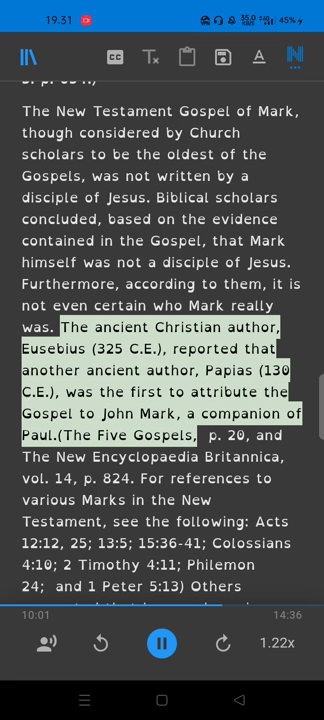 19.31
35.0 KB/S
45%
CC
The New Testament Gospel of Mark,
though considered by Church
scholars to be the oldest of the
Gospels, was not written by a
disciple of Jesus. Biblical scholars
concluded, based on the evidence
contained in the Gospel, that Mark
himself was not a disciple of Jesus.
Furthermore, according to them, it is
not even certain who Mark really
was. The ancient Christian author,
Eusebius (325 C.E.), reported that
another ancient author, Papias (130
C.E.), was the first to attribute the
Gospel to John Mark, a companion of
Paul.(The Five Gospels, p. 20, and
The New Encyclopaedia Britannica,
vol. 14, p. 824. For references to
various Marks in the New
Testament, see the following: Acts
12:12, 25; 13:5; 15:36-41; Colossians
4:10; 2 Timothy 4:11; Philemon
24; and 1 Peter 5:13) Others
10:01
14:36
1.22x